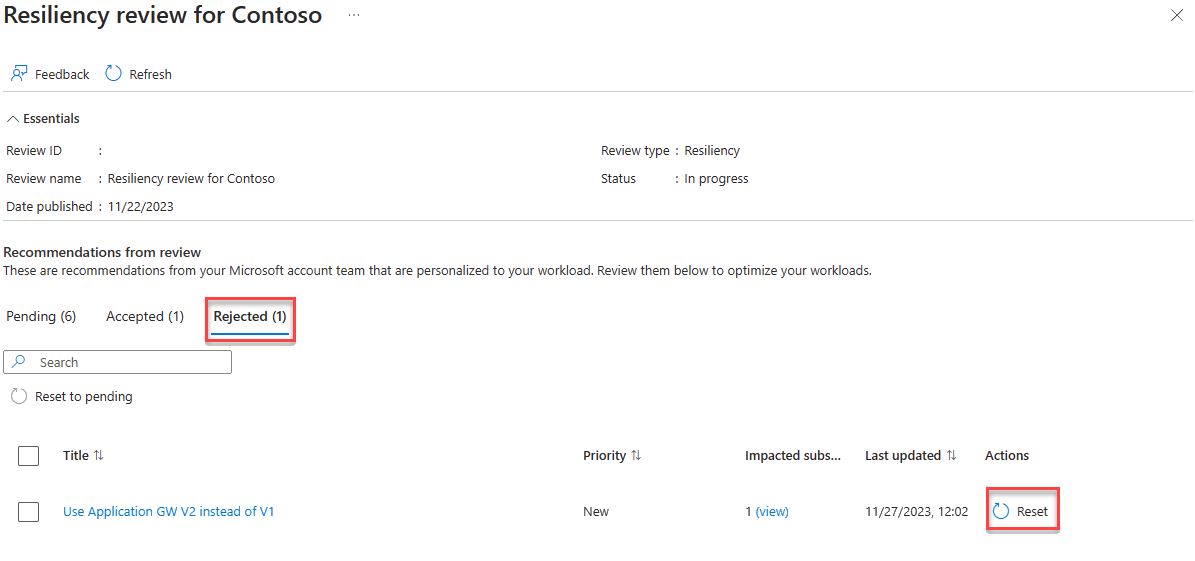 Resiliency review for Contoso ...
Feedback Refresh
Essentials
Review ID : Review type : Resiliency
Review name : Resiliency review for Contoso Status : In progress
Date published : 11/22/2023
Recommendations from review
These are recommendations from your Microsoft account team that are personalized to your workload. Review them below to optimize your workloads.
Pending (6) Accepted (1) Rejected (1)
Search
Reset to pending
Title Priority Impacted subs... Last updated Actions
Use Application GW V2 instead of V1 New 1 (view) 11/27/2023, 12:02 Reset